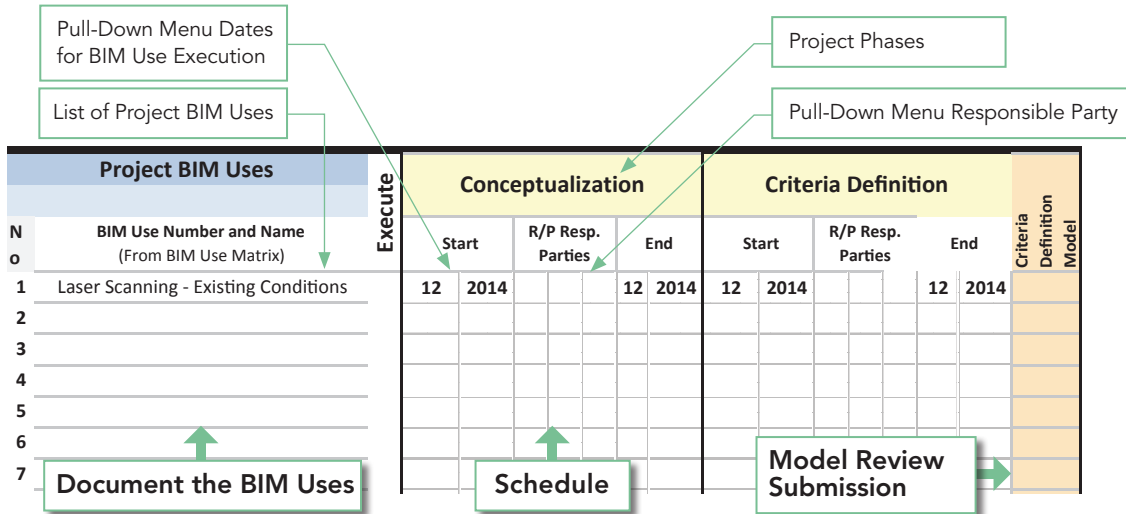 Pull-Down Menu Dates
for BIM Use Execution
Project Phases
List of Project BIM Uses
Pull-Down Menu Responsible Party
Project BIM Uses
Execute
Conceptualization
Criteria Definition
Criteria
Definition
Model
N
o
BIM Use Number and Name
(From BIM Use Matrix)
Start
R/P Resp.
Parties
End
Start
R/P Resp.
Parties
End
1 Laser Scanning - Existing Conditions 12 2014 12 2014 12 2014 12 2014
2
3
4
5
6
7
Document the BIM Uses
Schedule
Model Review
Submission